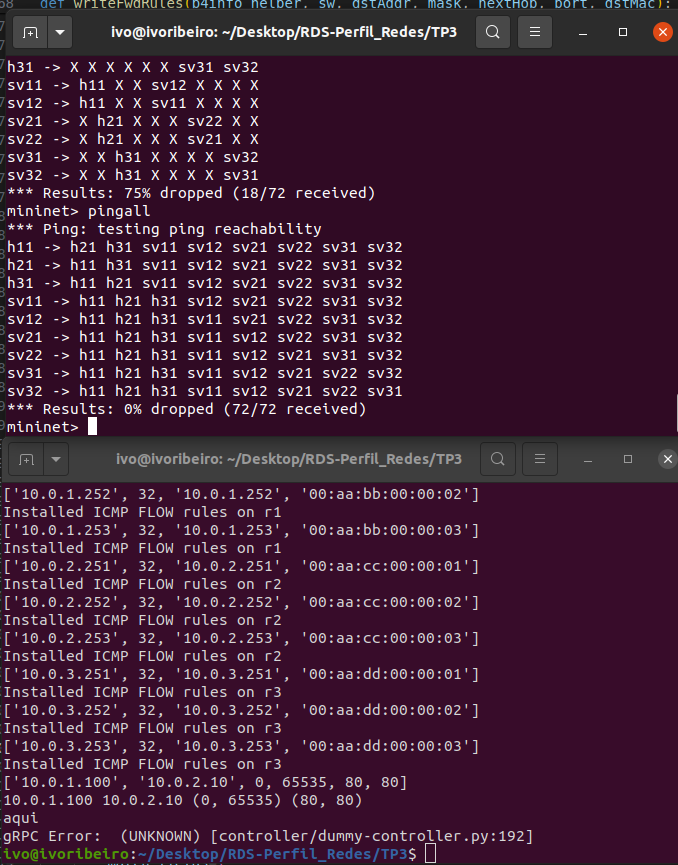 def writeFwdRules(p4info_helper, sw, dstAddr, mask, nextHop, port, dstMac):
ivo@ivoribeiro: ~/Desktop/RDS-Perfil_Redes/TP3
h31 -> X X X X X X sv31 sv32
sv11 -> h11 X X sv12 X X X X
sv12 -> h11 X X sv11 X X X X
sv21 -> X h21 X X X sv22 X X
sv22 -> X h21 X X X sv21 X X
sv31 -> X X h31 X X X X sv32
sv32 -> X X h31 X X X X sv31
*** Results: 75% dropped (18/72 received)
mininet> pingall
*** Ping: testing ping reachability
h11 -> h21 h31 sv11 sv12 sv21 sv22 sv31 sv32
h21 -> h11 h31 sv11 sv12 sv21 sv22 sv31 sv32
h31 -> h11 h21 sv11 sv12 sv21 sv22 sv31 sv32
sv11 -> h11 h21 h31 sv12 sv21 sv22 sv31 sv32
sv12 -> h11 h21 h31 sv11 sv21 sv22 sv31 sv32
sv21 -> h11 h21 h31 sv11 sv12 sv22 sv31 sv32
sv22 -> h11 h21 h31 sv11 sv12 sv21 sv31 sv32
sv31 -> h11 h21 h31 sv11 sv12 sv21 sv22 sv32
sv32 -> h11 h21 h31 sv11 sv12 sv21 sv22 sv31
*** Results: 0% dropped (72/72 received)
mininet>
ivo@ivoribeiro: ~/Desktop/RDS-Perfil_Redes/TP3
['10.0.1.252', 32, '10.0.1.252', '00:aa:bb:00:00:02']
Installed ICMP FLOW rules on r1
['10.0.1.253', 32, '10.0.1.253', '00:aa:bb:00:00:03']
Installed ICMP FLOW rules on r1
['10.0.2.251', 32, '10.0.2.251', '00:aa:cc:00:00:01']
Installed ICMP FLOW rules on r2
['10.0.2.252', 32, '10.0.2.252', '00:aa:cc:00:00:02']
Installed ICMP FLOW rules on r2
['10.0.2.253', 32, '10.0.2.253', '00:aa:cc:00:00:03']
Installed ICMP FLOW rules on r2
['10.0.3.251', 32, '10.0.3.251', '00:aa:dd:00:00:01']
Installed ICMP FLOW rules on r3
['10.0.3.252', 32, '10.0.3.252', '00:aa:dd:00:00:02']
Installed ICMP FLOW rules on r3
['10.0.3.253', 32, '10.0.3.253', '00:aa:dd:00:00:03']
Installed ICMP FLOW rules on r3
['10.0.1.100', '10.0.2.10', 0, 65535, 80, 80]
10.0.1.100 10.0.2.10 (0, 65535) (80, 80)
aqui
gRPC Error:  (UNKNOWN) [controller/dummy-controller.py:192]
ivo@ivoribeiro:~/Desktop/RDS-Perfil_Redes/TP3$